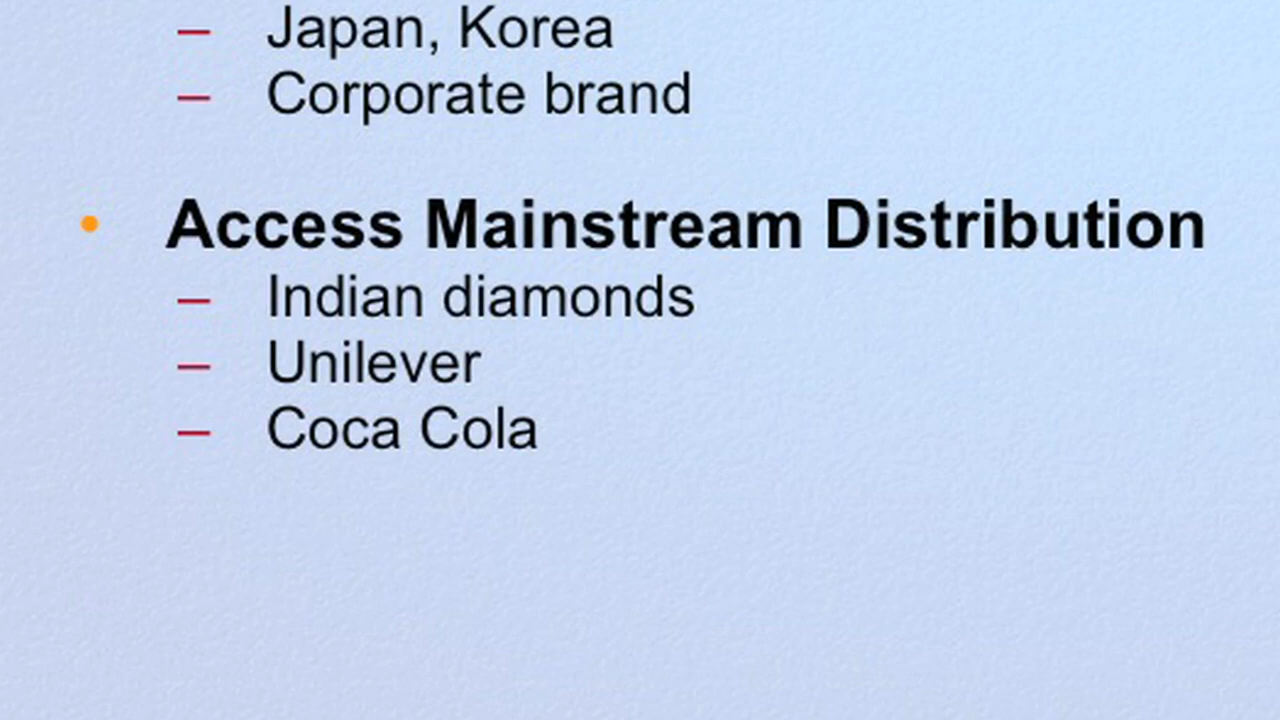 – Japan, Korea
– Corporate brand
• Access Mainstream Distribution
– Indian diamonds
– Unilever
– Coca Cola